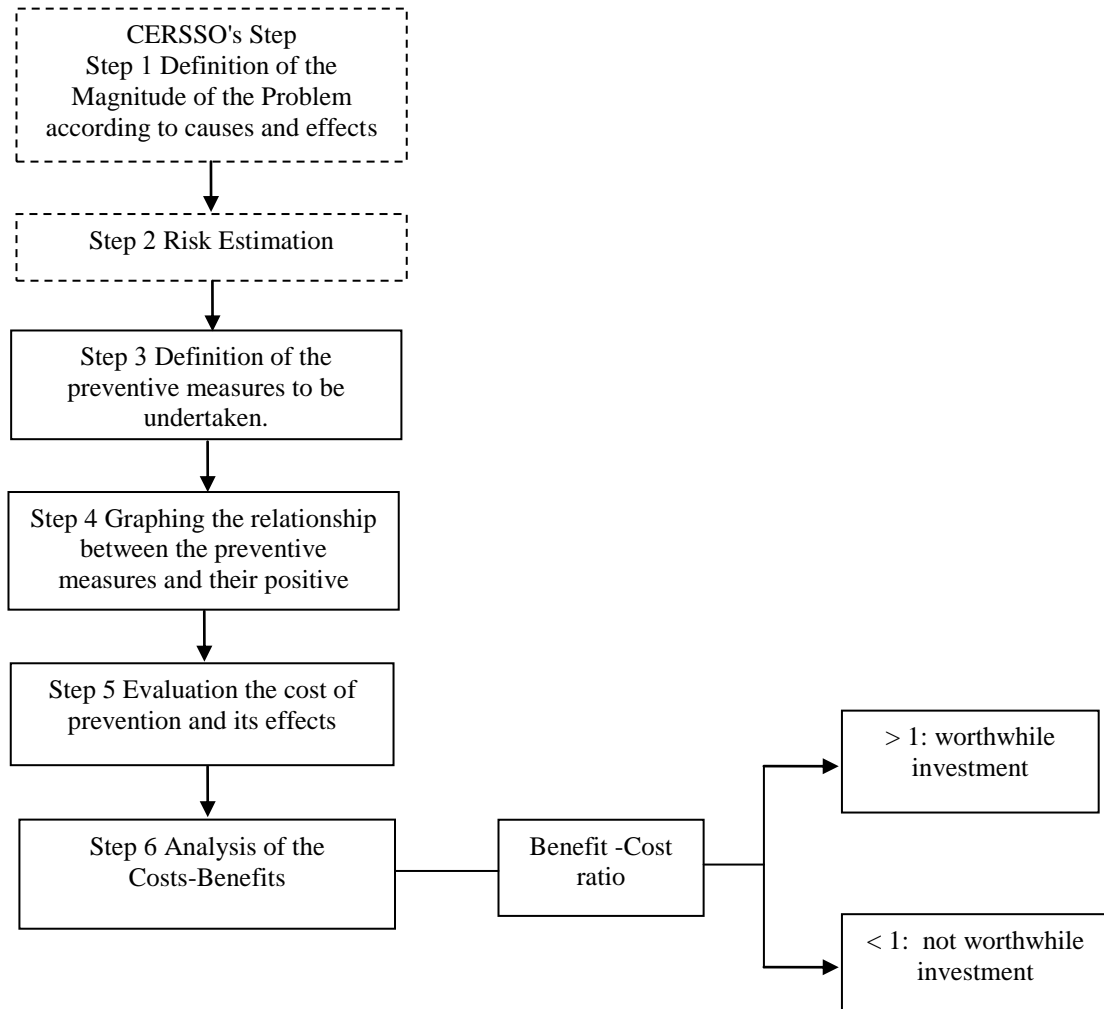 CERSSO's Step
Step 1 Definition of the
Magnitude of the Problem
according to causes and effects
Step 2 Risk Estimation
Step 3 Definition of the
preventive measures to be
undertaken.
Step 4 Graphing the relationship
between the preventive
measures and their positive
Step 5 Evaluation the cost of
prevention and its effects
Step 6 Analysis of the
Costs-Benefits
Benefit -Cost
ratio
> 1: worthwhile
investment
< 1: not worthwhile
investment